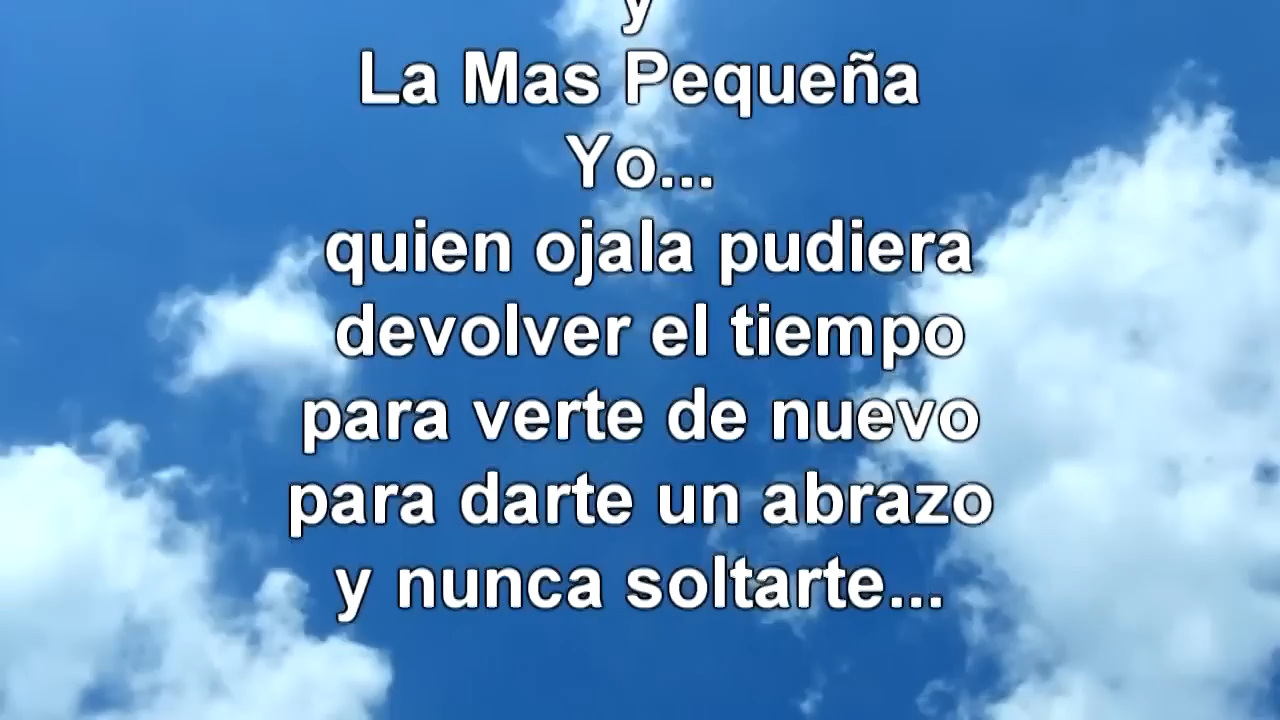 y
La Mas Pequeña
Yo...
quien ojala pudiera
devolver el tiempo
para verte de nuevo
para darte un abrazo
y nunca soltarte...